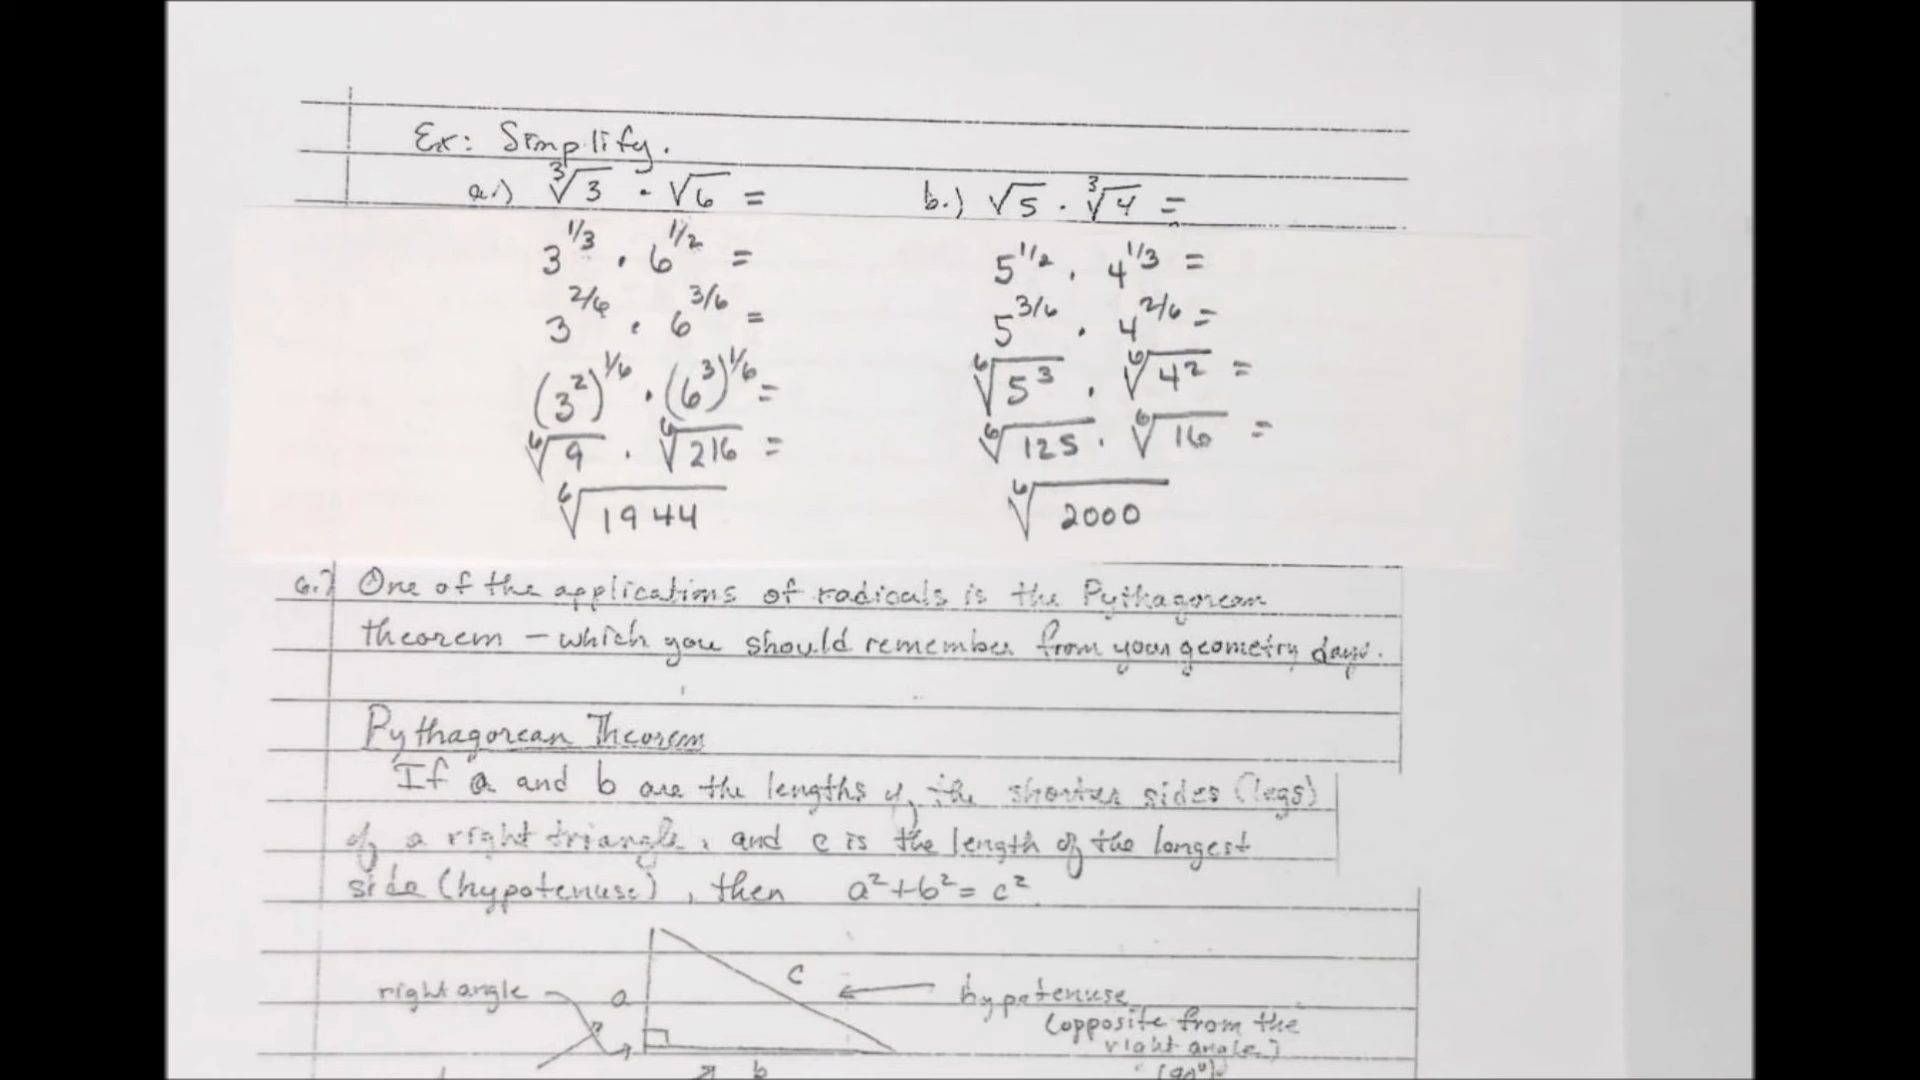 Ex: Simplify.
a.) ∛3 · √6 =
3^(1/3) · 6^(1/2) =
3^(2/6) · 6^(3/6) =
(3²)^(1/6) · (6³)^(1/6) =
⁶√9 · ⁶√216 =
⁶√1944
b.) √5 · ∛4 =
5^(1/2) · 4^(1/3) =
5^(3/6) · 4^(2/6) =
⁶√5³ · ⁶√4² =
⁶√125 · ⁶√16 =
⁶√2000
6.7 One of the applications of radicals is the Pythagorean
theorem – which you should remember from your geometry days.
Pythagorean Theorem
If a and b are the lengths of the shorter sides (legs)
of a right triangle, and c is the length of the longest
side (hypotenuse), then a²+b²=c².
right angle
a
c
b
hypotenuse
(opposite from the
right angle)
(90°)